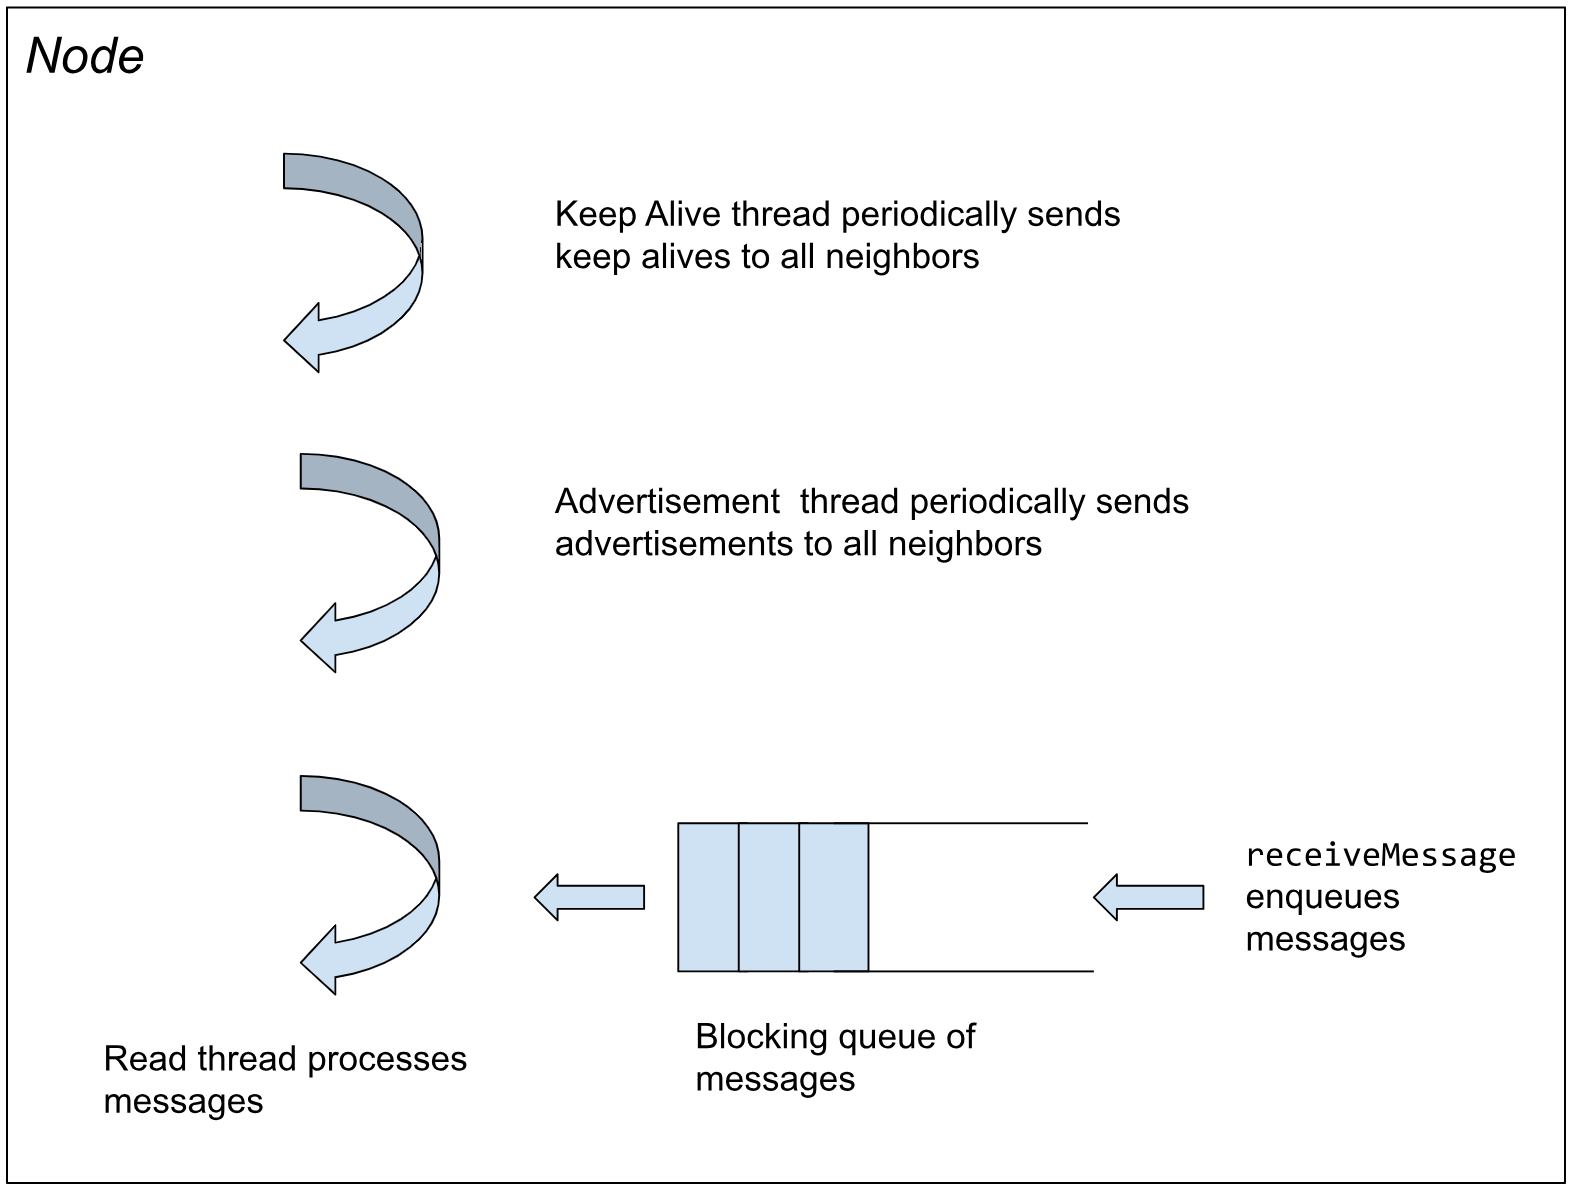 Node
Keep Alive thread periodically sends
keep alives to all neighbors
Advertisement  thread periodically sends
advertisements to all neighbors
receiveMessage
enqueues
messages
Blocking queue of
messages
Read thread processes
messages